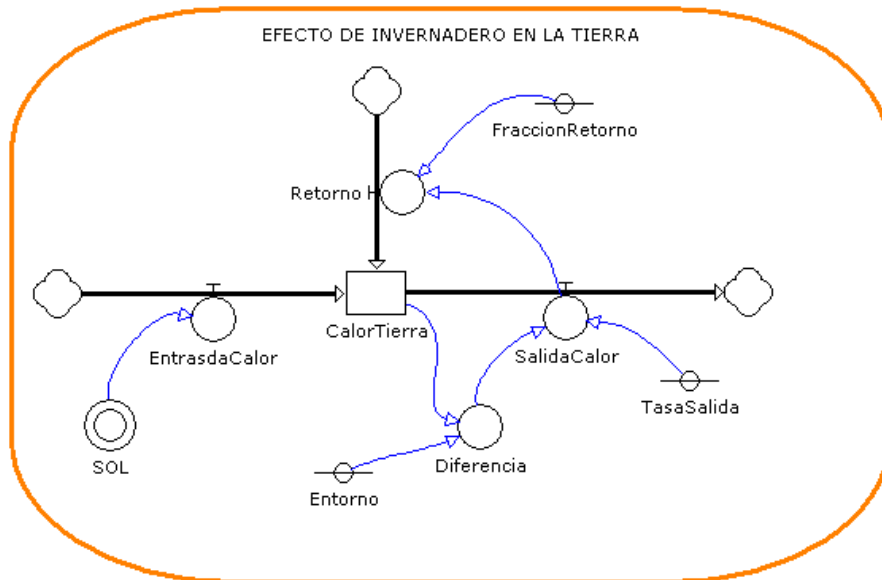 EFECTO DE INVERNADERO EN LA TIERRA
FraccionRetorno
Retorno
CalorTierra
EntrasdaCalor
SalidaCalor
TasaSalida
SOL
Entorno
Diferencia